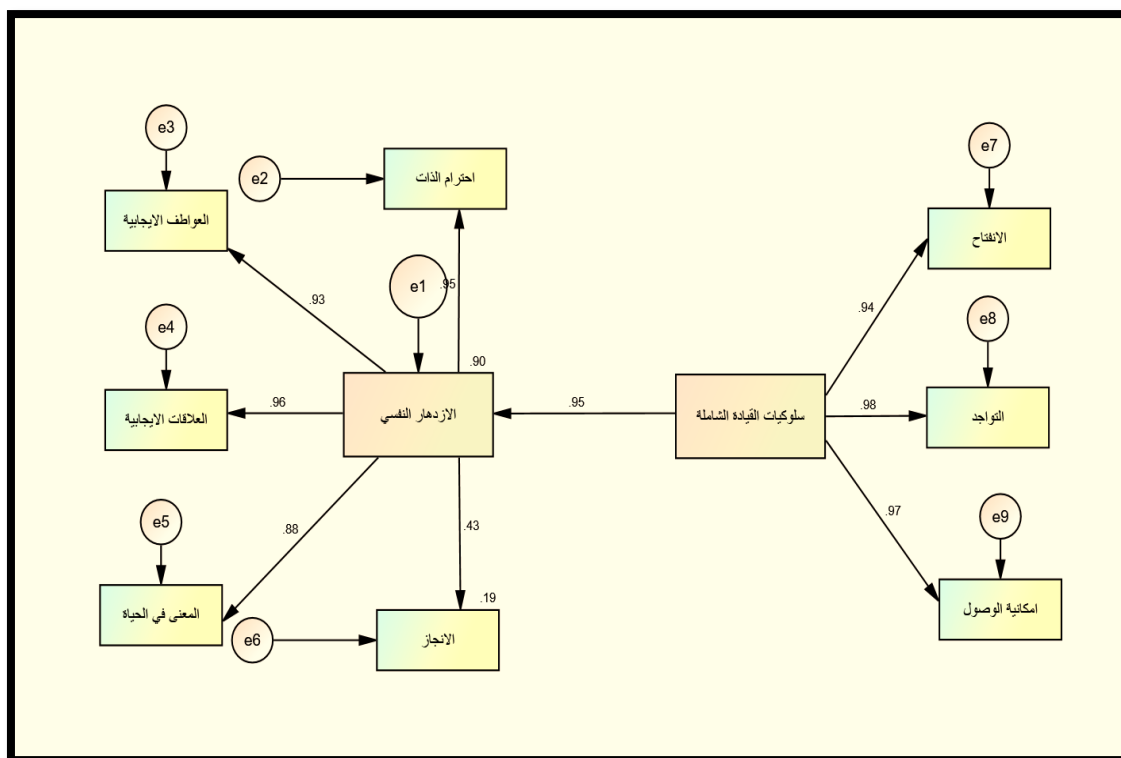 e3
e7
e2
احترام الذات
العواطف الايجابية
الانفتاح
e1
.95
.93
.94
e4
e8
.90
العلاقات الايجابية
.96
الازدهار النفسي
.95
سلوكيات القيادة الشاملة
.98
التواجد
e5
.88
.43
.97
e9
المعنى في الحياة
.19
e6
الانجاز
امكانية الوصول